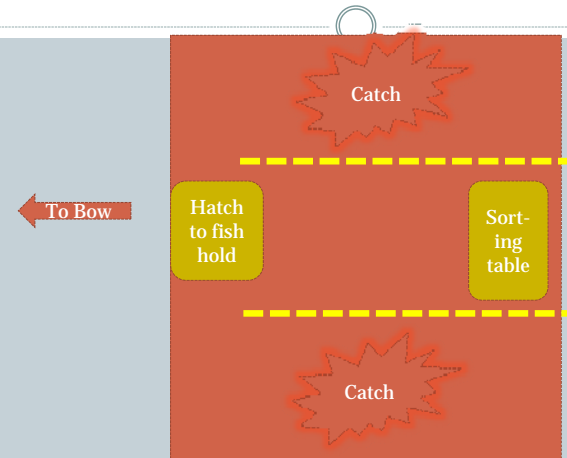 Catch
To Bow
Hatch
to fish
hold
Sort-
ing
table
Catch